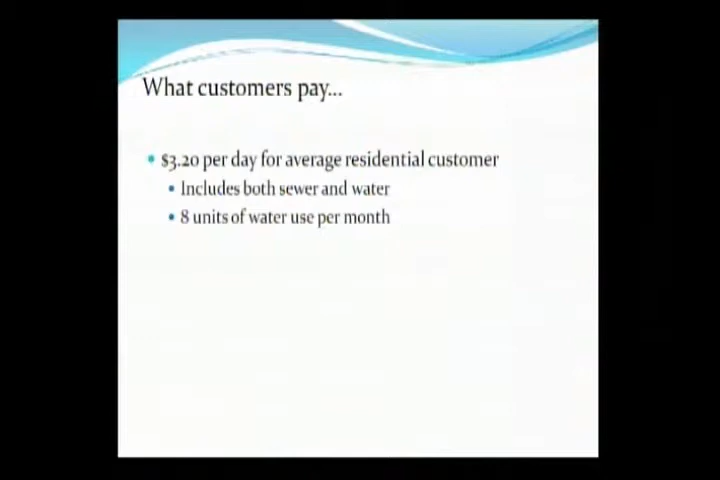 What customers pay...
• $3.20 per day for average residential customer
• Includes both sewer and water
• 8 units of water use per month